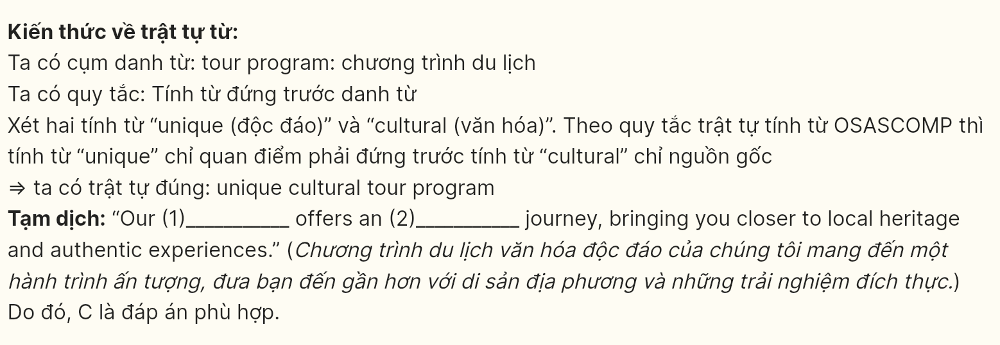 Kiến thức về trật tự từ:
Ta có cụm danh từ: tour program: chương trình du lịch
Ta có quy tắc: Tính từ đứng trước danh từ
Xét hai tính từ “unique (độc đáo)” và “cultural (văn hóa)”. Theo quy tắc trật tự tính từ OSASCOMP thì
tính từ “unique” chỉ quan điểm phải đứng trước tính từ “cultural” chỉ nguồn gốc
⇒ ta có trật tự đúng: unique cultural tour program
Tạm dịch: “Our (1)___________ offers an (2)___________ journey, bringing you closer to local heritage
and authentic experiences.” (Chương trình du lịch văn hóa độc đáo của chúng tôi mang đến một
hành trình ấn tượng, đưa bạn đến gần hơn với di sản địa phương và những trải nghiệm đích thực.)
Do đó, C là đáp án phù hợp.